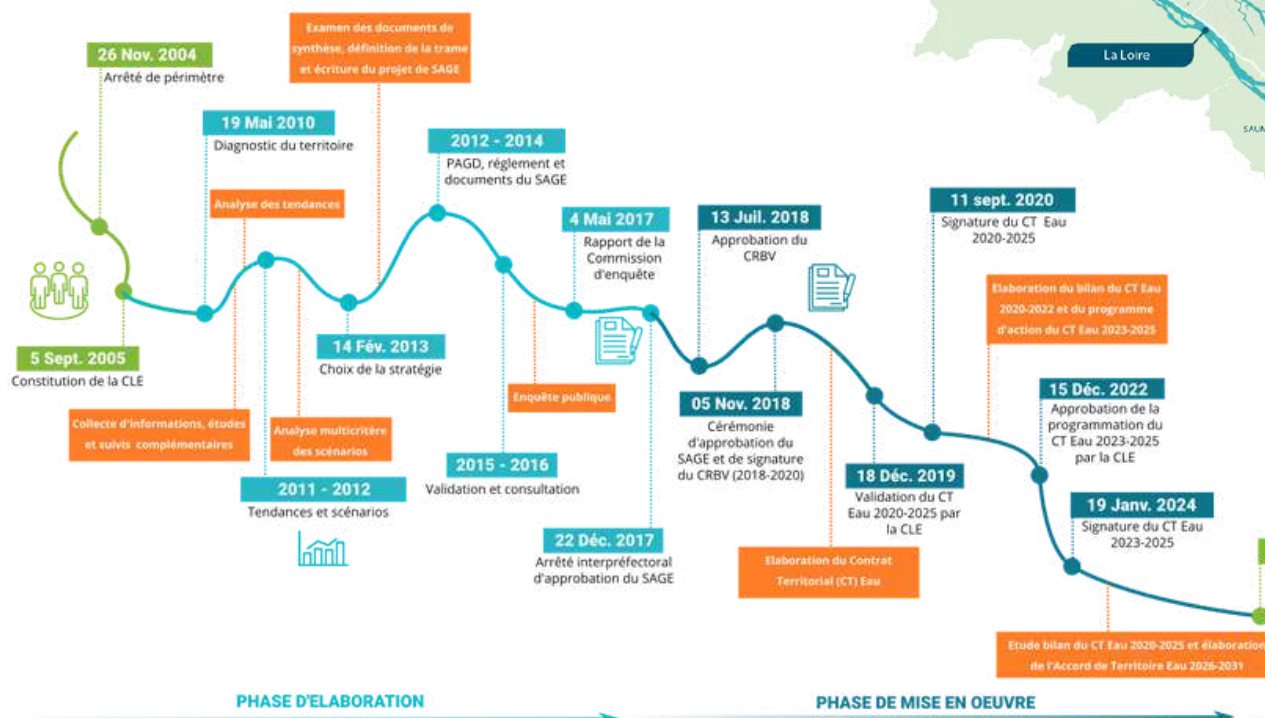 La Loire
SAUM
26 Nov. 2004
Arrêté de périmètre
5 Sept. 2005
Constitution de la CLE
19 Mai 2010
Diagnostic du territoire
Collecte d'informations, études
et suivis complémentaires
Analyse des tendances
2011 - 2012
Tendances et scénarios
Analyse multicritère
des scénarios
14 Fév. 2013
Choix de la stratégie
Examen des documents de
synthèse, définition de la trame
et écriture du projet de SAGE
2012 - 2014
PAGD, réglement et
documents du SAGE
2015 - 2016
Validation et consultation
Enquête publique
4 Mai 2017
Rapport de la
Commission
d'enquête
22 Déc. 2017
Arrêté interpréfectoral
d'approbation du SAGE
13 Juil. 2018
Approbation du
CRBV
05 Nov. 2018
Cérémonie
d'approbation du
SAGE et de signature
du CRBV (2018-2020)
Elaboration du Contrat
Territorial (CT) Eau
18 Déc. 2019
Validation du CT
Eau 2020-2025 par
la CLE
11 sept. 2020
Signature du CT Eau
2020-2025
Elaboration du bilan du CT Eau
2020-2022 et du programme
d'action du CT Eau 2023-2025
15 Déc. 2022
Approbation de la
programmation du
CT Eau 2023-2025
par la CLE
19 Janv. 2024
Signature du CT Eau
2023-2025
Etude bilan du CT Eau 2020-2025 et élaboration
de l'Accord de Territoire Eau 2026-2031
PHASE D'ELABORATION
PHASE DE MISE EN OEUVRE